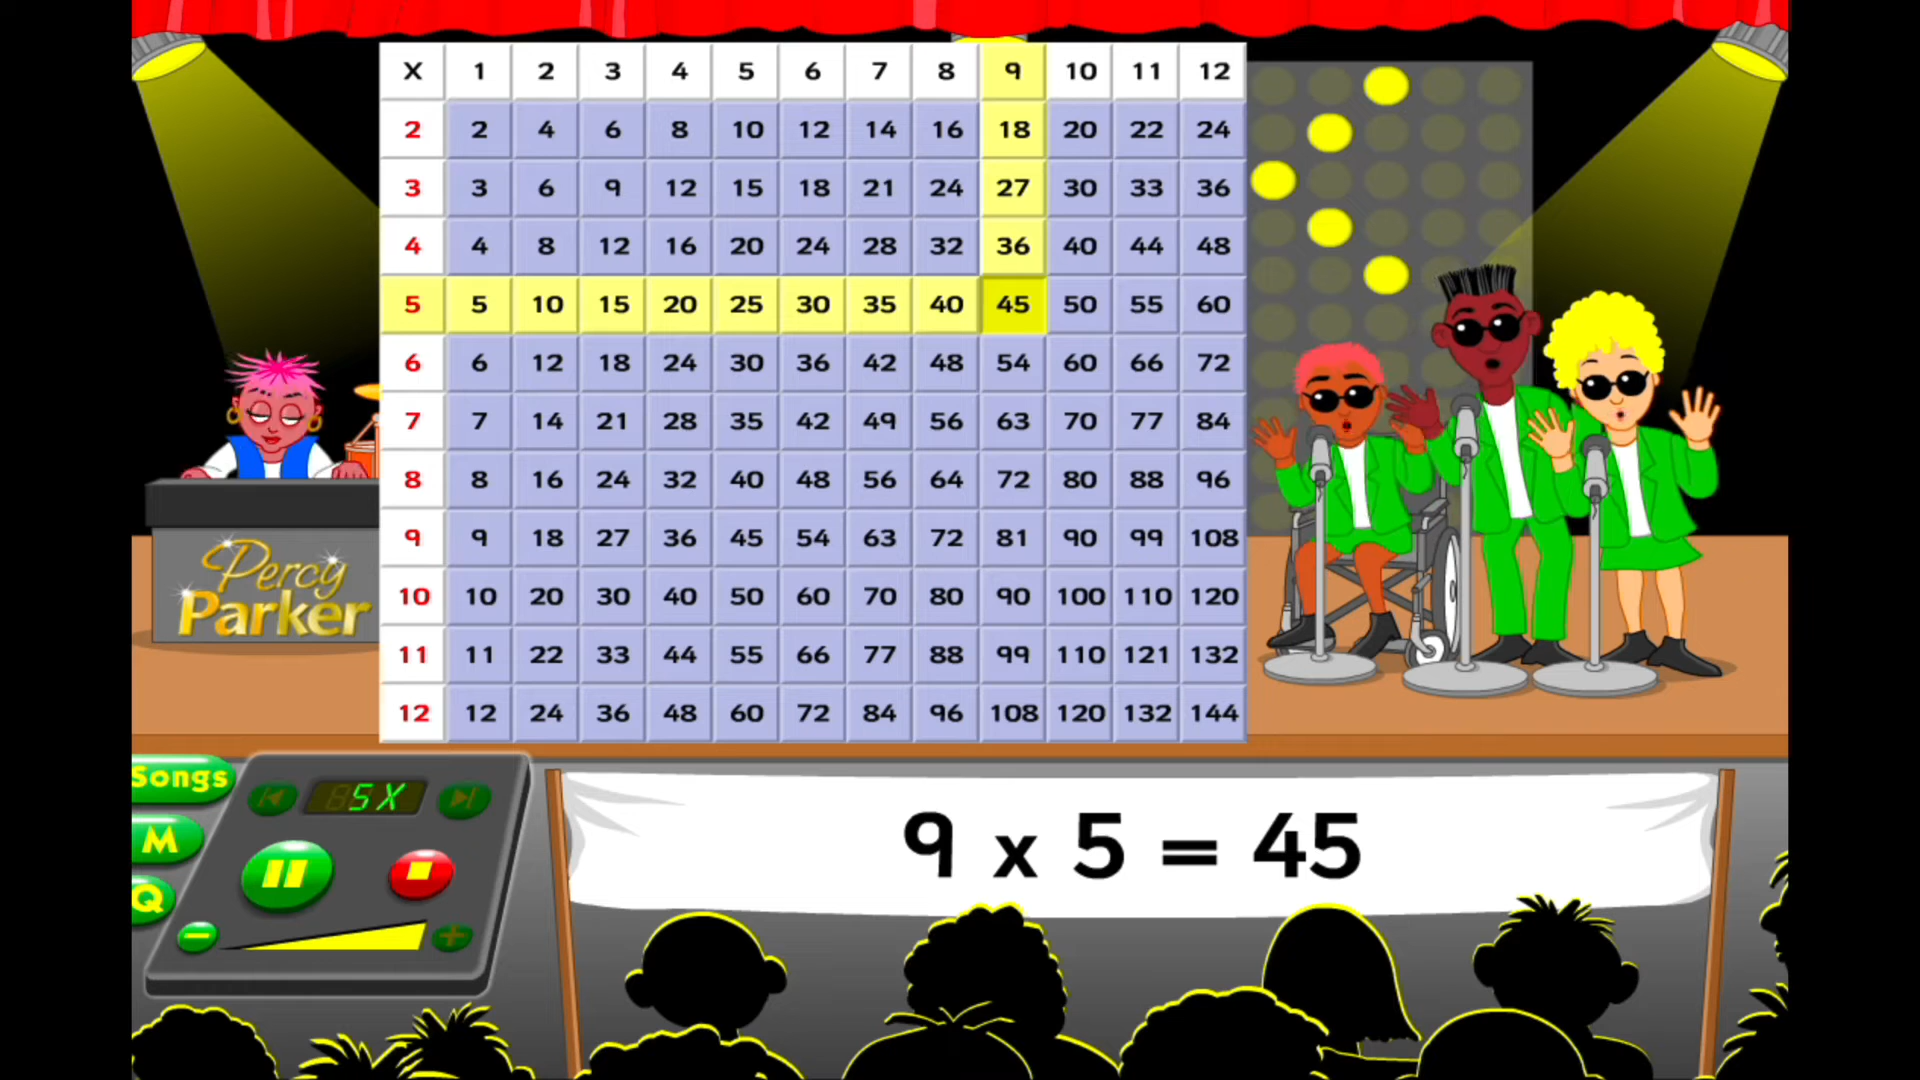 X 1 2 3 4 5 6 7 8 9 10 11 12
2 2 4 6 8 10 12 14 16 18 20 22 24
3 3 6 9 12 15 18 21 24 27 30 33 36
4 4 8 12 16 20 24 28 32 36 40 44 48
5 5 10 15 20 25 30 35 40 45 50 55 60
6 6 12 18 24 30 36 42 48 54 60 66 72
7 7 14 21 28 35 42 49 56 63 70 77 84
8 8 16 24 32 40 48 56 64 72 80 88 96
9 9 18 27 36 45 54 63 72 81 90 99 108
10 10 20 30 40 50 60 70 80 90 100 110 120
11 11 22 33 44 55 66 77 88 99 110 121 132
12 12 24 36 48 60 72 84 96 108 120 132 144
Percy
Parker
Songs
M
Q
5X
9 x 5 = 45